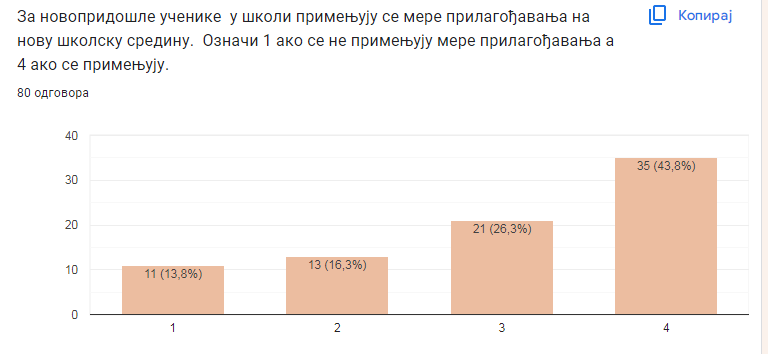 За новопридошле ученике у школи примењују се мере прилагођавања на
нову школску средину. Означи 1 ако се не примењују мере прилагођавања а
4 ако се примењују.
Копирај
80 одговора
40
30
20
10
0
11 (13,8%)
13 (16,3%)
21 (26,3%)
35 (43,8%)
1
2
3
4